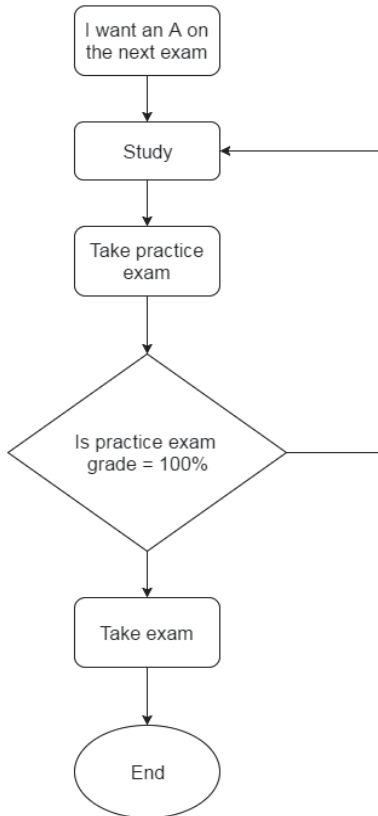 I want an A on
the next exam
Study
Take practice
exam
Is practice exam
grade = 100%
Take exam
End